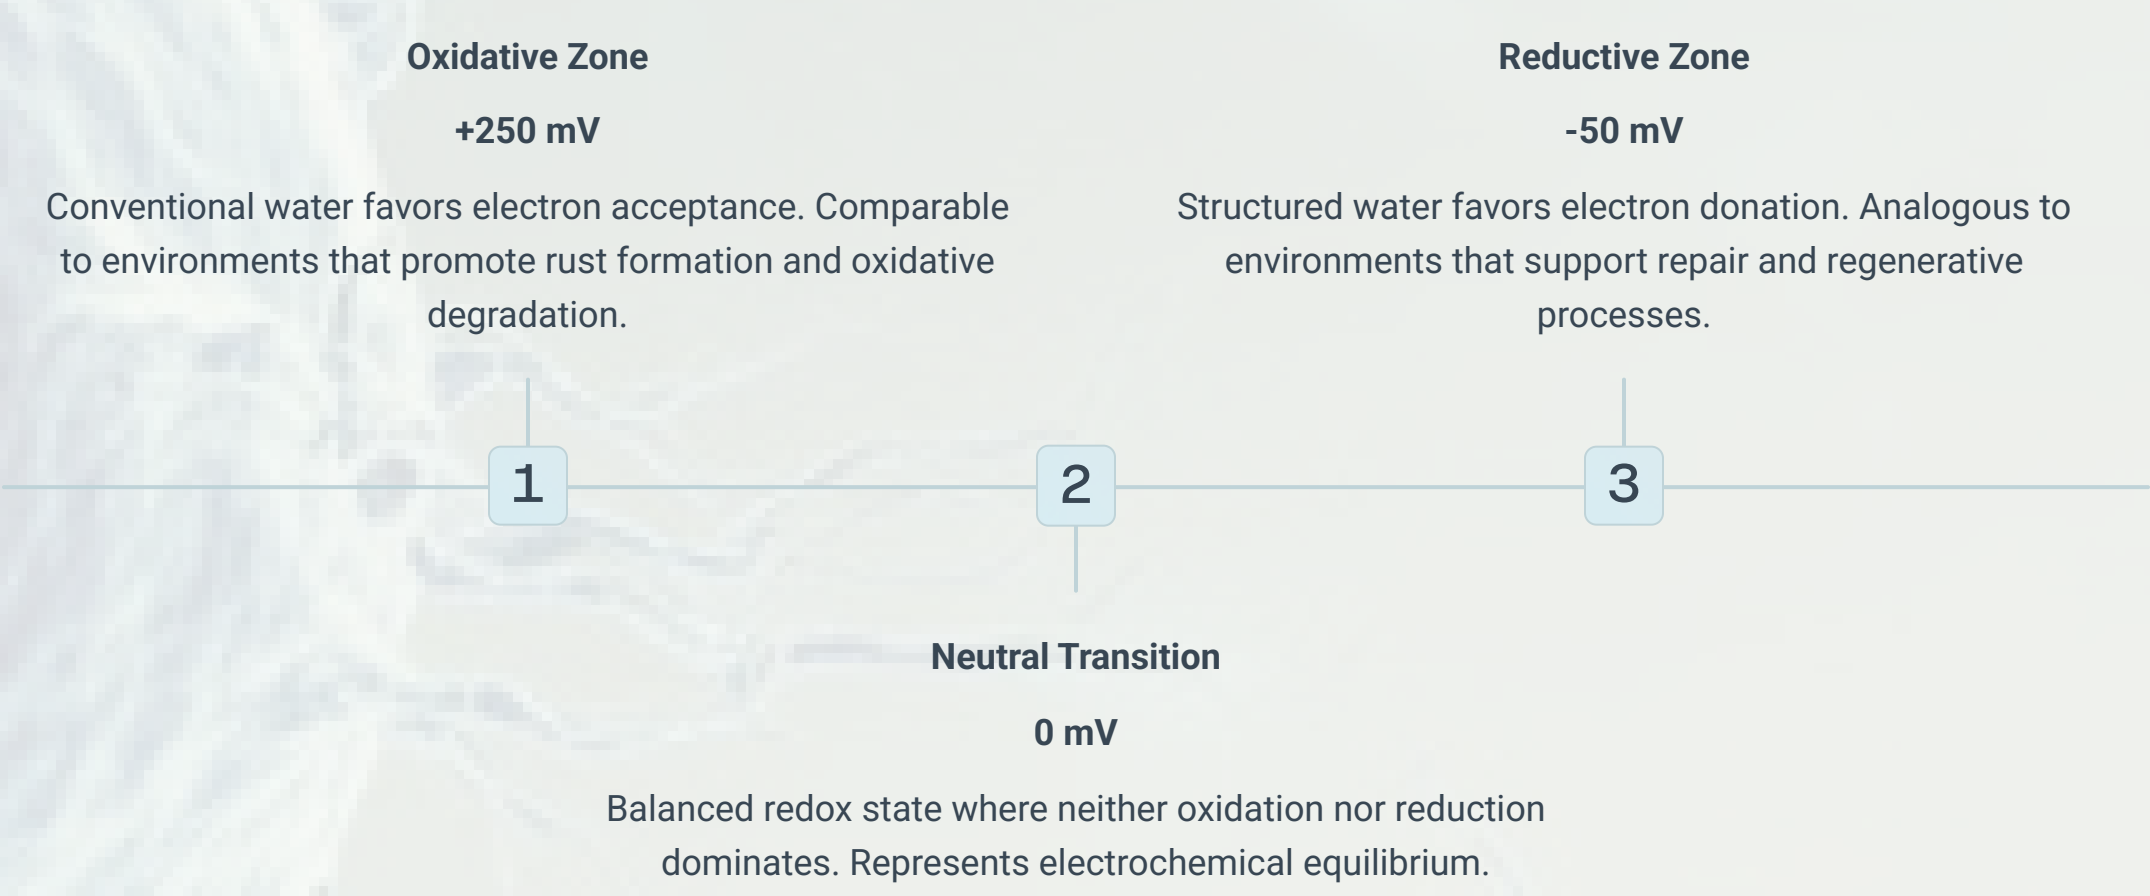 Oxidative Zone
+250 mV
Conventional water favors electron acceptance. Comparable
to environments that promote rust formation and oxidative
degradation.
Reductive Zone
-50 mV
Structured water favors electron donation. Analogous to
environments that support repair and regenerative
processes.
1
2
3
Neutral Transition
0 mV
Balanced redox state where neither oxidation nor reduction
dominates. Represents electrochemical equilibrium.